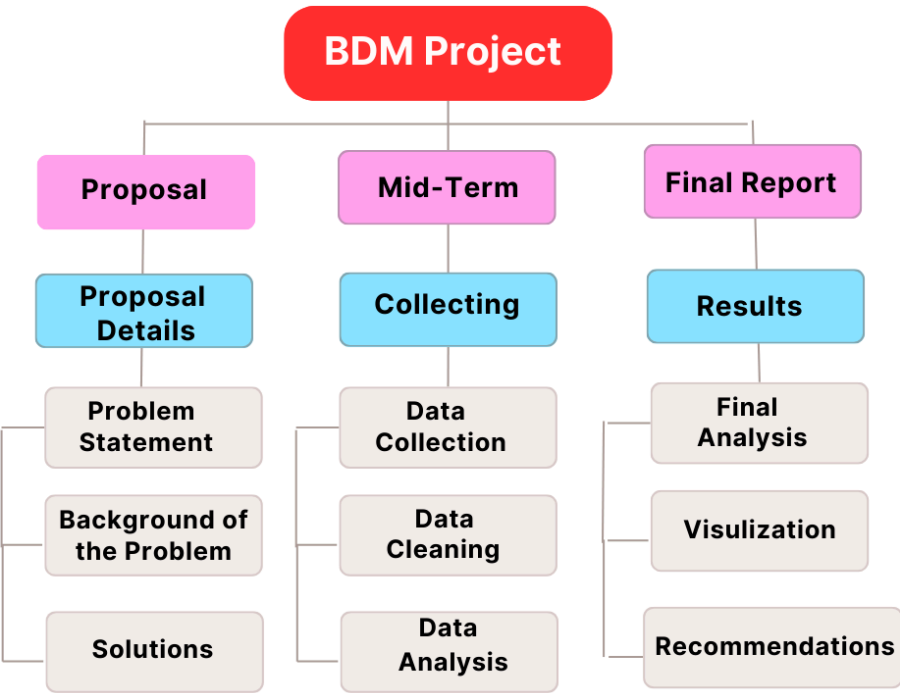 BDM Project
Proposal
Mid-Term
Final Report
Proposal
Details
Collecting
Results
Problem
Statement
Data
Collection
Final
Analysis
Background of
the Problem
Data
Cleaning
Visulization
Solutions
Data
Analysis
Recommendations